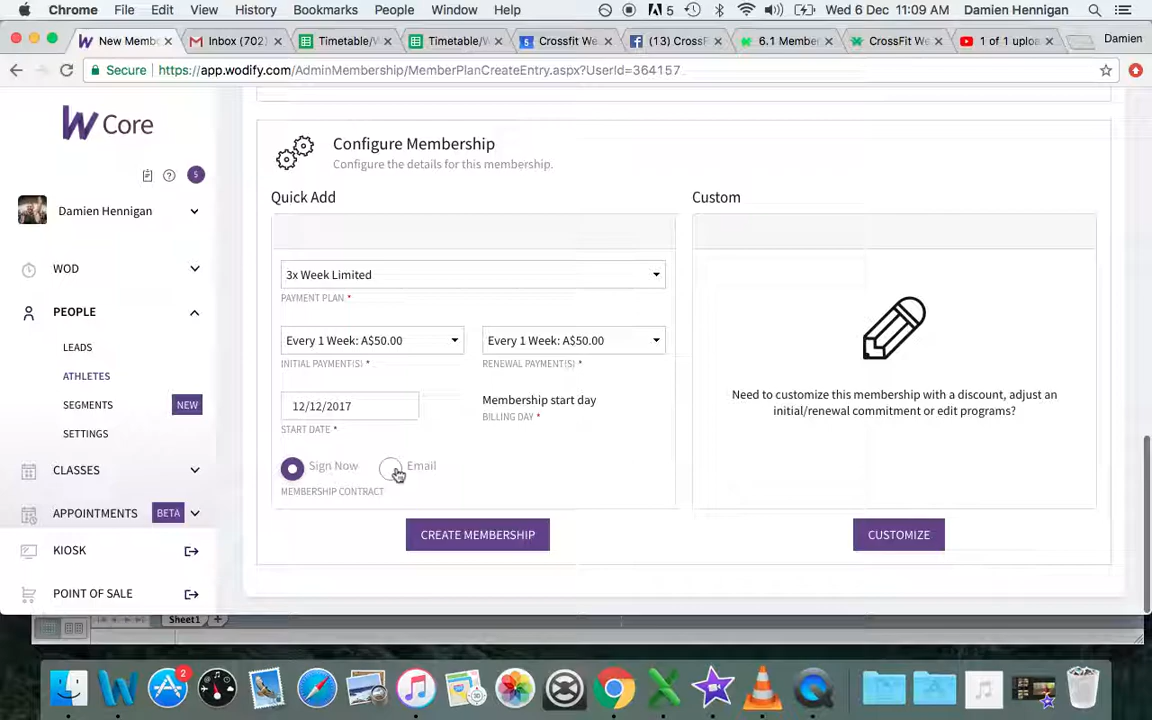 Chrome File Edit View History Bookmarks People Window Help 5 Wed 6 Dec 11:09 AM Damien Hennigan
New Memb Inbox (702) Timetable/W Timetable/W Crossfit We (13) CrossF 6.1 Member CrossFit We 1 of 1 uploa Damien
Secure https://app.wodify.com/AdminMembership/MemberPlanCreateEntry.aspx?UserId=364157
W Core
5
Damien Hennigan
WOD
PEOPLE
LEADS
ATHLETES
SEGMENTS NEW
SETTINGS
CLASSES
APPOINTMENTS BETA
KIOSK
POINT OF SALE
Configure Membership
Configure the details for this membership.
Quick Add
3x Week Limited
PAYMENT PLAN *
Every 1 Week: A$50.00 Every 1 Week: A$50.00
INITIAL PAYMENT(S) * RENEWAL PAYMENT(S) *
12/12/2017 Membership start day
START DATE * BILLING DAY *
Sign Now Email
MEMBERSHIP CONTRACT
CREATE MEMBERSHIP
Custom
Need to customize this membership with a discount, adjust an
initial/renewal commitment or edit programs?
CUSTOMIZE
Sheet1
2